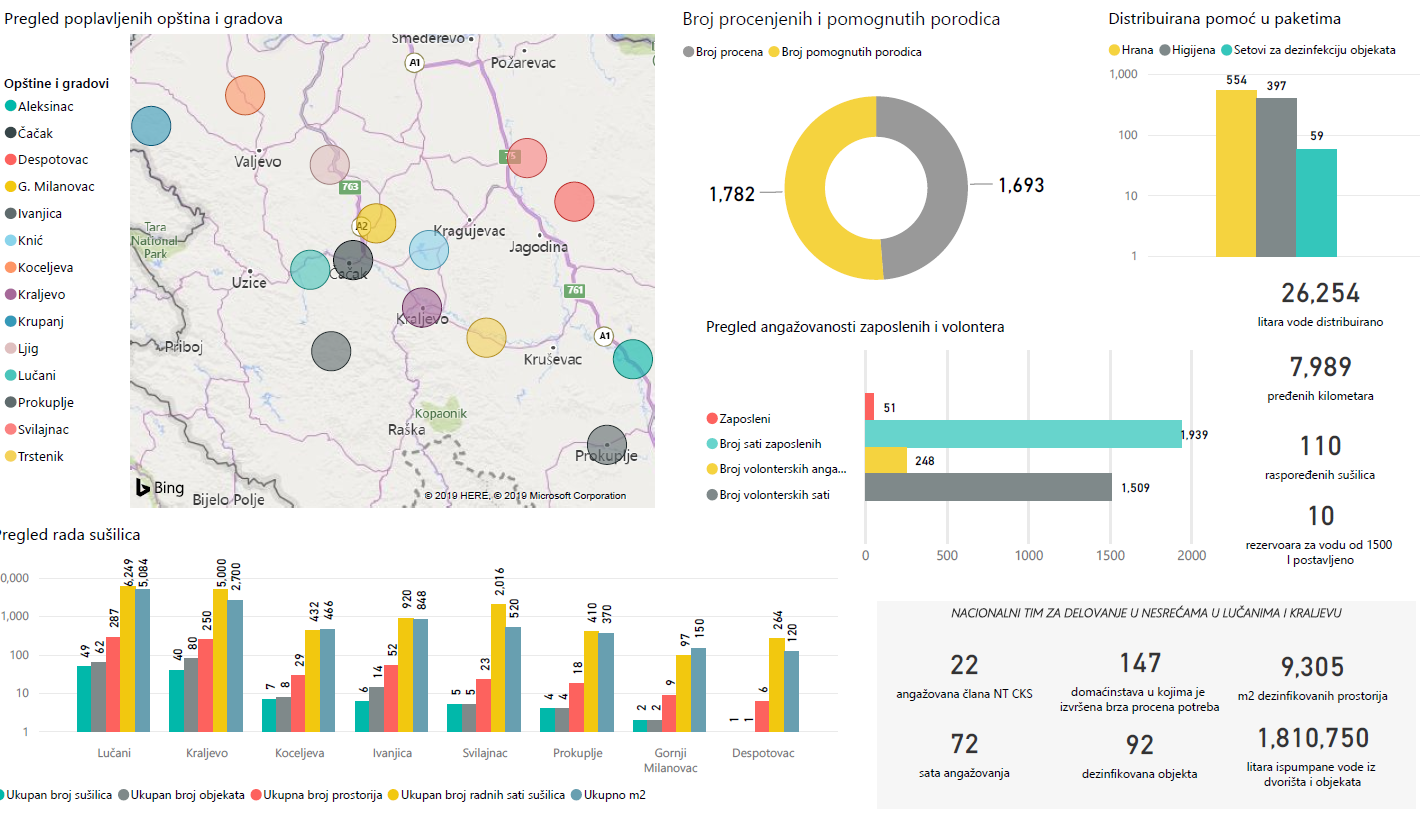 Pregled poplavljenih opština i gradova
Opštine i gradovi
Aleksinac
Čačak
Despotovac
G. Milanovac
Ivanjica
Knić
Koceljeva
Kraljevo
Krupanj
Ljig
Lučani
Prokuplje
Svilajnac
Trstenik
Smederevo
A1
Požarevac
Valjevo
75
763
A2
Tara
National
Park
Kragujevac
Jagodina
Užice
Čačak
761
Kraljevo
A1
Priboj
Kruševac
Kopaonik
Raška
Prokuplje
Bing
Bijelo Polje
© 2019 HERE, © 2019 Microsoft Corporation
Broj procenjenih i pomognutih porodica
Broj procena Broj pomognutih porodica
1,782
1,693
Distribuirana pomoć u paketima
Hrana Higijena Setovi za dezinfekciju objekata
1,000
100
10
1
554
397
59
26,254
litara vode distribuirano
7,989
pređenih kilometara
110
raspoređenih sušilica
10
rezervoara za vodu od 1500
l postavljeno
Pregled angažovanosti zaposlenih i volontera
Zaposleni
Broj sati zaposlenih
Broj volonterskih anga...
Broj volonterskih sati
51
1,939
248
1,509
0 500 1000 1500 2000
Pregled rada sušilica
0,000
1,000
100
10
1
49 62 287 6,249 5,084
40 80 250 5,000 2,700
7 8 29 432 466
6 14 52 920 848
5 5 23 2,016 520
4 4 18 410 370
2 2 9 97 150
1 1 6 264 120
Lučani Kraljevo Koceljeva Ivanjica Svilajnac Prokuplje Gornji Despotovac
Milanovac
Ukupan broj sušilica Ukupan broj objekata Ukupna broj prostorija Ukupan broj radnih sati sušilica Ukupno m2
NACIONALNI TIM ZA DELOVANJE U NESREĆAMA U LUČANIMA I KRALJEVU
22
angažovana člana NT CKS
147
domaćinstava u kojima je
izvršena brza procena potreba
9,305
m2 dezinfikovanih prostorija
72
sata angažovanja
92
dezinfikovana objekta
1,810,750
litara ispumpane vode iz
dvorišta i objekata